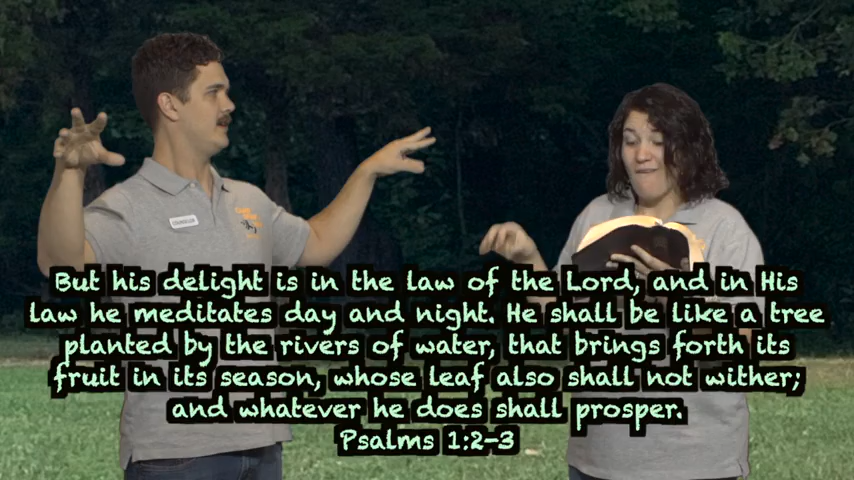 COUNSELOR
But his delight is in the law of the Lord, and in His
law he meditates day and night. He shall be like a tree
planted by the rivers of water, that brings forth its
fruit in its season, whose leaf also shall not wither;
and whatever he does shall prosper.
Psalms 1:2-3